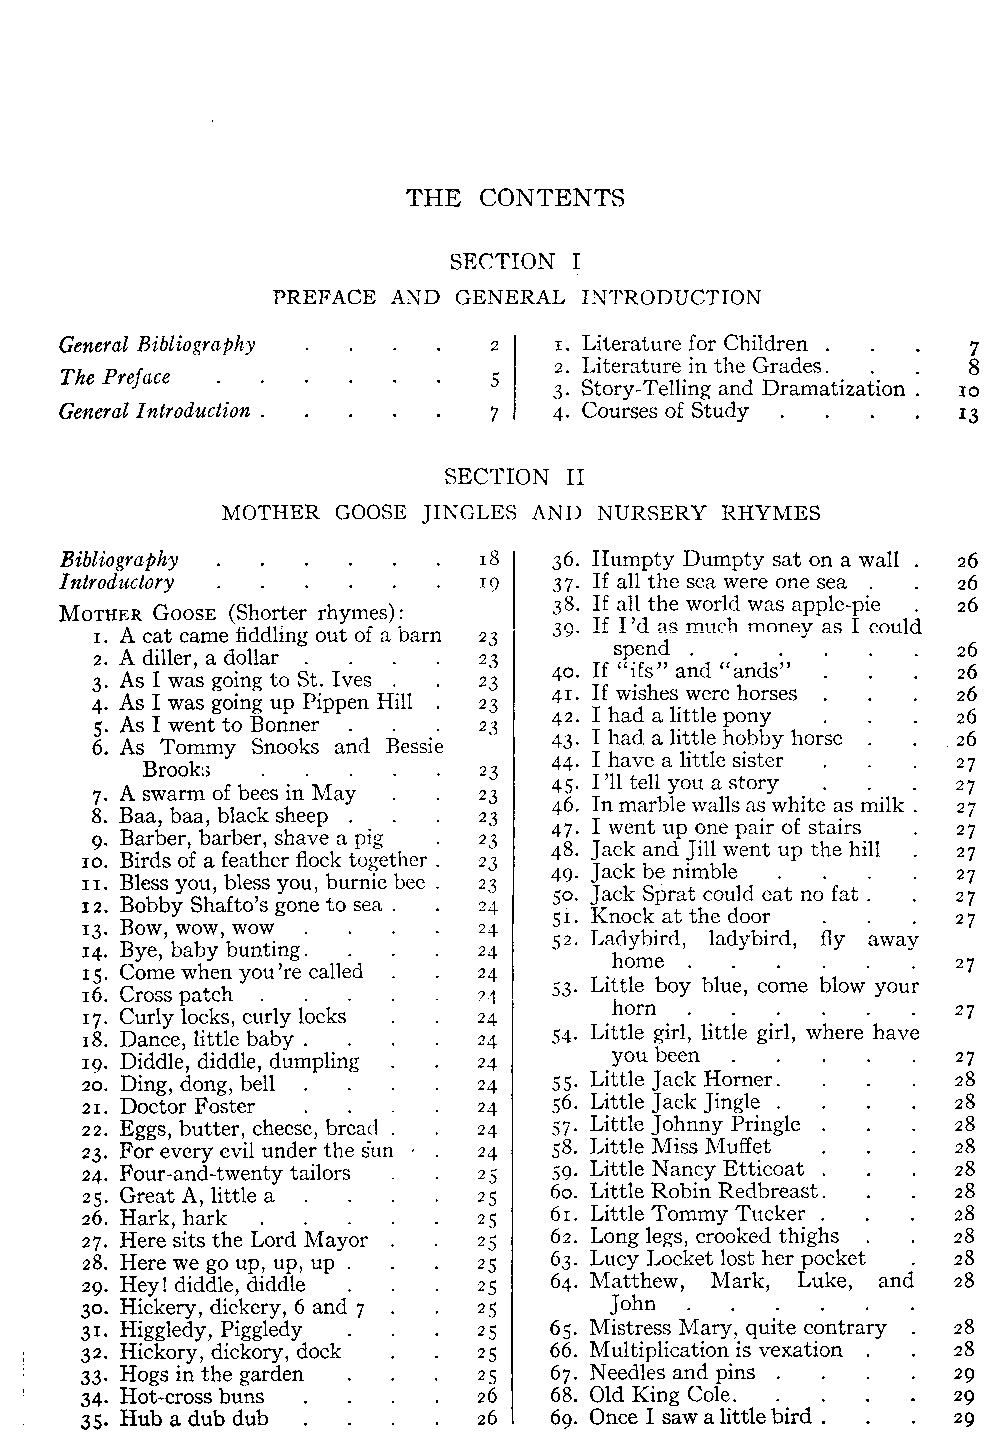 THE CONTENTS
SECTION I
PREFACE AND GENERAL INTRODUCTION
General Bibliography . . . . 2
The Preface . . . . . . 5
General Introduction . . . . . 7
1. Literature for Children . . . 7
2. Literature in the Grades. . . 8
3. Story-Telling and Dramatization . 10
4. Courses of Study . . . . 13
SECTION II
MOTHER GOOSE JINGLES AND NURSERY RHYMES
Bibliography . . . . . . 18
Introductory . . . . . . 19
MOTHER GOOSE (Shorter rhymes):
1. A cat came fiddling out of a barn 23
2. A diller, a dollar . . . . 23
3. As I was going to St. Ives . . 23
4. As I was going up Pippen Hill . 23
5. As I went to Bonner . . . 23
6. As Tommy Snooks and Bessie
Brooks . . . . . 23
7. A swarm of bees in May . . 23
8. Baa, baa, black sheep . . . 23
9. Barber, barber, shave a pig . 23
10. Birds of a feather flock together . 23
11. Bless you, bless you, burnie bee . 23
12. Bobby Shafto's gone to sea . . 24
13. Bow, wow, wow . . . . 24
14. Bye, baby bunting. . . . 24
15. Come when you're called . . 24
16. Cross patch . . . . . 24
17. Curly locks, curly locks . . 24
18. Dance, little baby . . . . 24
19. Diddle, diddle, dumpling . . 24
20. Ding, dong, bell . . . . 24
21. Doctor Foster . . . . 24
22. Eggs, butter, cheese, bread . . 24
23. For every evil under the sun . . 24
24. Four-and-twenty tailors . . 25
25. Great A, little a . . . . 25
26. Hark, hark . . . . . 25
27. Here sits the Lord Mayor . . 25
28. Here we go up, up, up . . . 25
29. Hey! diddle, diddle . . . 25
30. Hickery, dickery, 6 and 7 . . 25
31. Higgledy, Piggledy . . . 25
32. Hickory, dickory, dock . . 25
33. Hogs in the garden . . . 25
34. Hot-cross buns . . . . 26
35. Hub a dub dub . . . . 26
36. Humpty Dumpty sat on a wall . 26
37. If all the sea were one sea . . 26
38. If all the world was apple-pie . 26
39. If I'd as much money as I could
spend . . . . . . 26
40. If "ifs" and "ands" . . . 26
41. If wishes were horses . . . 26
42. I had a little pony . . . 26
43. I had a little hobby horse . . 26
44. I have a little sister . . . 27
45. I'll tell you a story . . . 27
46. In marble walls as white as milk . 27
47. I went up one pair of stairs . 27
48. Jack and Jill went up the hill . 27
49. Jack be nimble . . . . 27
50. Jack Sprat could eat no fat . . 27
51. Knock at the door . . . 27
52. Ladybird, ladybird, fly away
home . . . . . . 27
53. Little boy blue, come blow your
horn . . . . . . 27
54. Little girl, little girl, where have
you been . . . . . 27
55. Little Jack Horner. . . . 28
56. Little Jack Jingle . . . . 28
57. Little Johnny Pringle . . . 28
58. Little Miss Muffet . . . 28
59. Little Nancy Etticoat . . . 28
60. Little Robin Redbreast. . . 28
61. Little Tommy Tucker . . . 28
62. Long legs, crooked thighs . . 28
63. Lucy Locket lost her pocket . 28
64. Matthew, Mark, Luke, and 28
John . . . . . .
65. Mistress Mary, quite contrary . 28
66. Multiplication is vexation . . 28
67. Needles and pins . . . . 29
68. Old King Cole. . . . . 29
69. Once I saw a little bird . . . 29